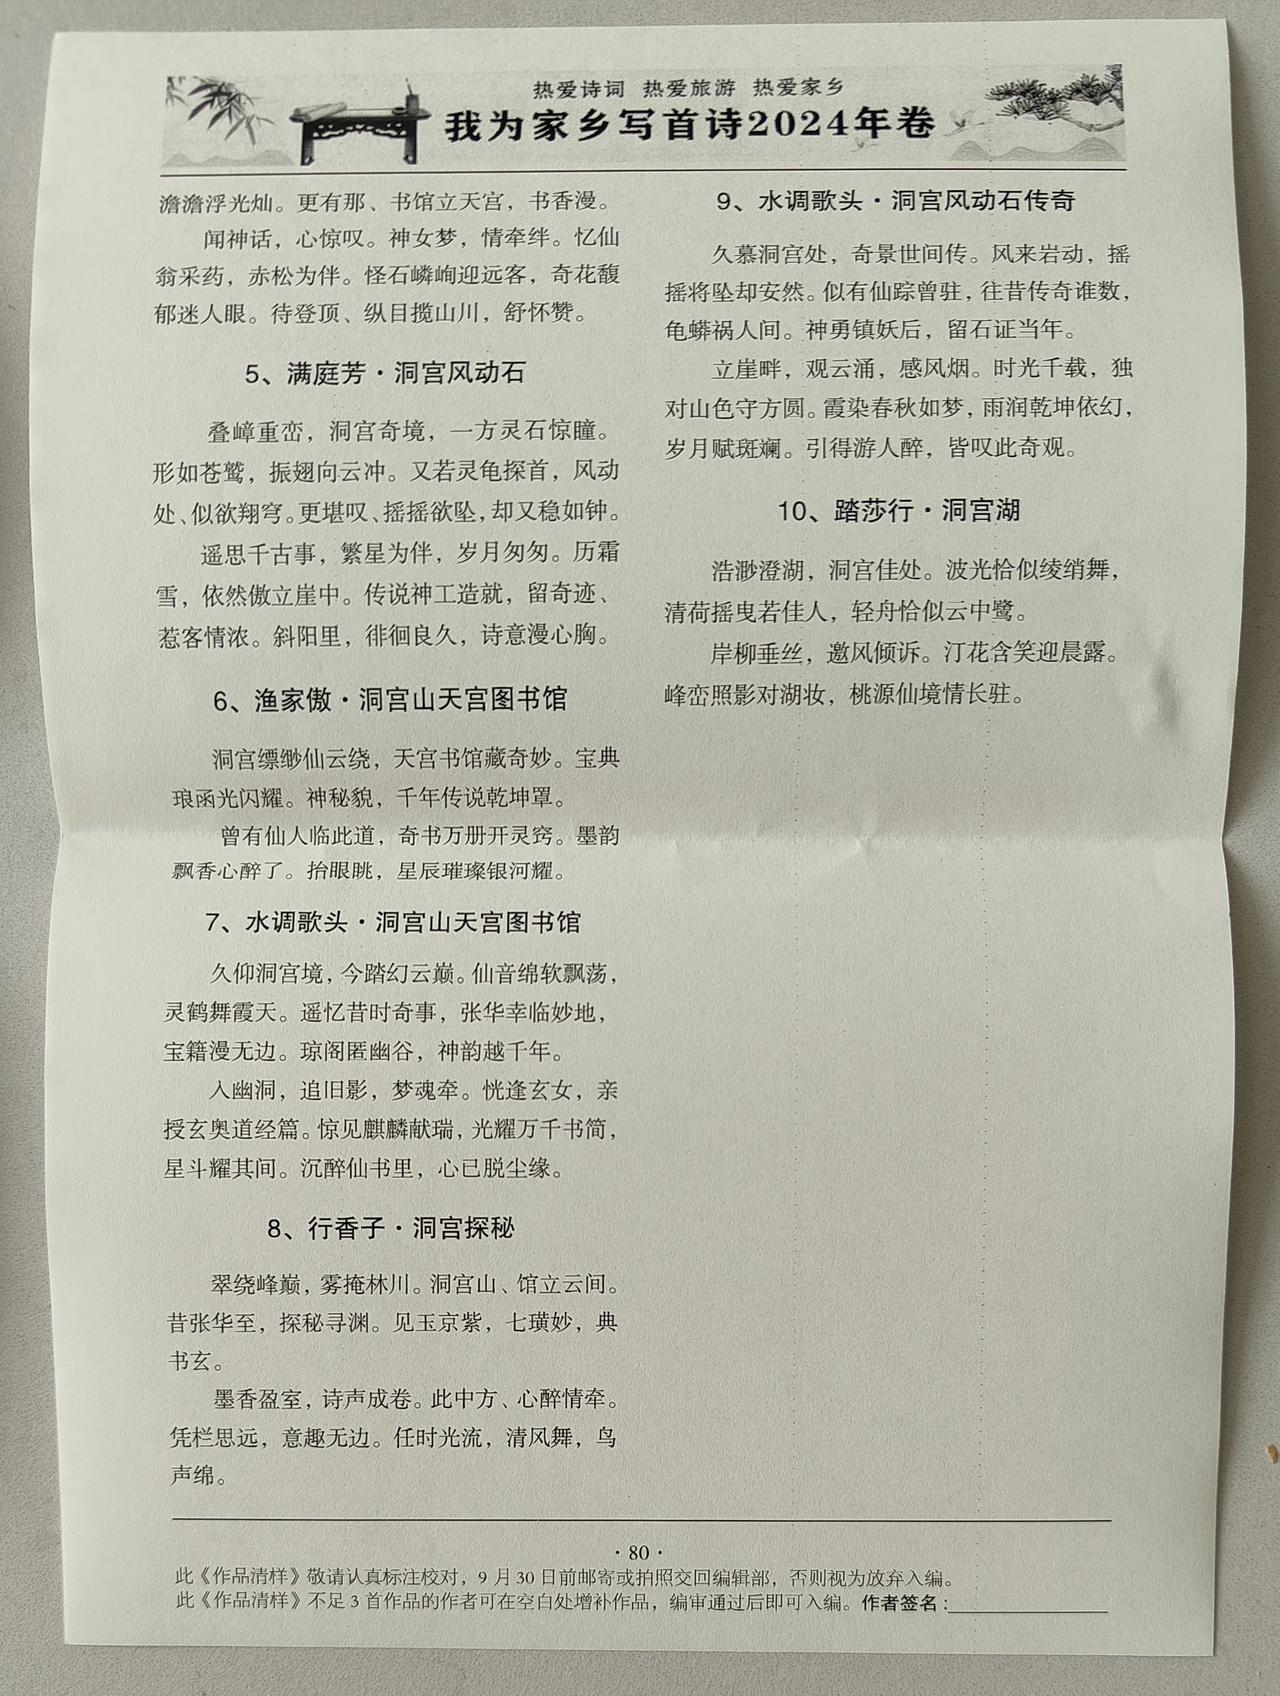 热爱诗词 热爱旅游 热爱家乡
我为家乡写首诗2024年卷
澹澹浮光灿。更有那、书馆立天宫，书香漫。
闻神话，心惊叹。神女梦，情牵绊。忆仙
翁采药，赤松为伴。怪石嶙峋迎远客，奇花馥
郁迷人眼。待登顶、纵目揽山川，舒怀赞。
5、满庭芳·洞宫风动石
叠嶂重峦，洞宫奇境，一方灵石惊瞳。
形如苍鹫，振翅向云冲。又若灵龟探首，风动
处、似欲翔穹。更堪叹、摇摇欲坠，却又稳如钟。
遥思千古事，繁星为伴，岁月匆匆。历霜
雪，依然傲立崖中。传说神工造就，留奇迹、
惹客情浓。斜阳里，徘徊良久，诗意漫心胸。
6、渔家傲·洞宫山天宫图书馆
洞宫缥缈仙云绕，天宫书馆藏奇妙。宝典
琅函光闪耀。神秘貌，千年传说乾坤罩。
曾有仙人临此道，奇书万册开灵窍。墨韵
飘香心醉了。抬眼眺，星辰璀璨银河耀。
7、水调歌头·洞宫山天宫图书馆
久仰洞宫境，今踏幻云巅。仙音绵软飘荡，
灵鹤舞霞天。遥忆昔时奇事，张华幸临妙地，
宝籍漫无边。琼阁匿幽谷，神韵越千年。
入幽洞，追旧影，梦魂牵。恍逢玄女，亲
授玄奥道经篇。惊见麒麟献瑞，光耀万千书简，
星斗耀其间。沉醉仙书里，心已脱尘缘。
8、行香子·洞宫探秘
翠绕峰巅，雾掩林川。洞宫山、馆立云间。
昔张华至，探秘寻渊。见玉京紫，七璜妙，典
书玄。
墨香盈室，诗声成卷。此中方、心醉情牵。
凭栏思远，意趣无边。任时光流，清风舞，鸟
声绵。
9、水调歌头·洞宫风动石传奇
久慕洞宫处，奇景世间传。风来岩动，摇
摇将坠却安然。似有仙踪曾驻，往昔传奇谁数，
龟蟒祸人间。神勇镇妖后，留石证当年。
立崖畔，观云涌，感风烟。时光千载，独
对山色守方圆。霞染春秋如梦，雨润乾坤依幻，
岁月赋斑斓。引得游人醉，皆叹此奇观。
10、踏莎行·洞宫湖
浩渺澄湖，洞宫佳处。波光恰似绫绡舞，
清荷摇曳若佳人，轻舟恰似云中鹭。
岸柳垂丝，邀风倾诉。汀花含笑迎晨露。
峰峦照影对湖妆，桃源仙境情长驻。
·80·
此《作品清样》敬请认真标注校对，9月30日前邮寄或拍照交回编辑部，否则视为放弃入编。
此《作品清样》不足3首作品的作者可在空白处增补作品，编审通过后即可入编。作者签名：